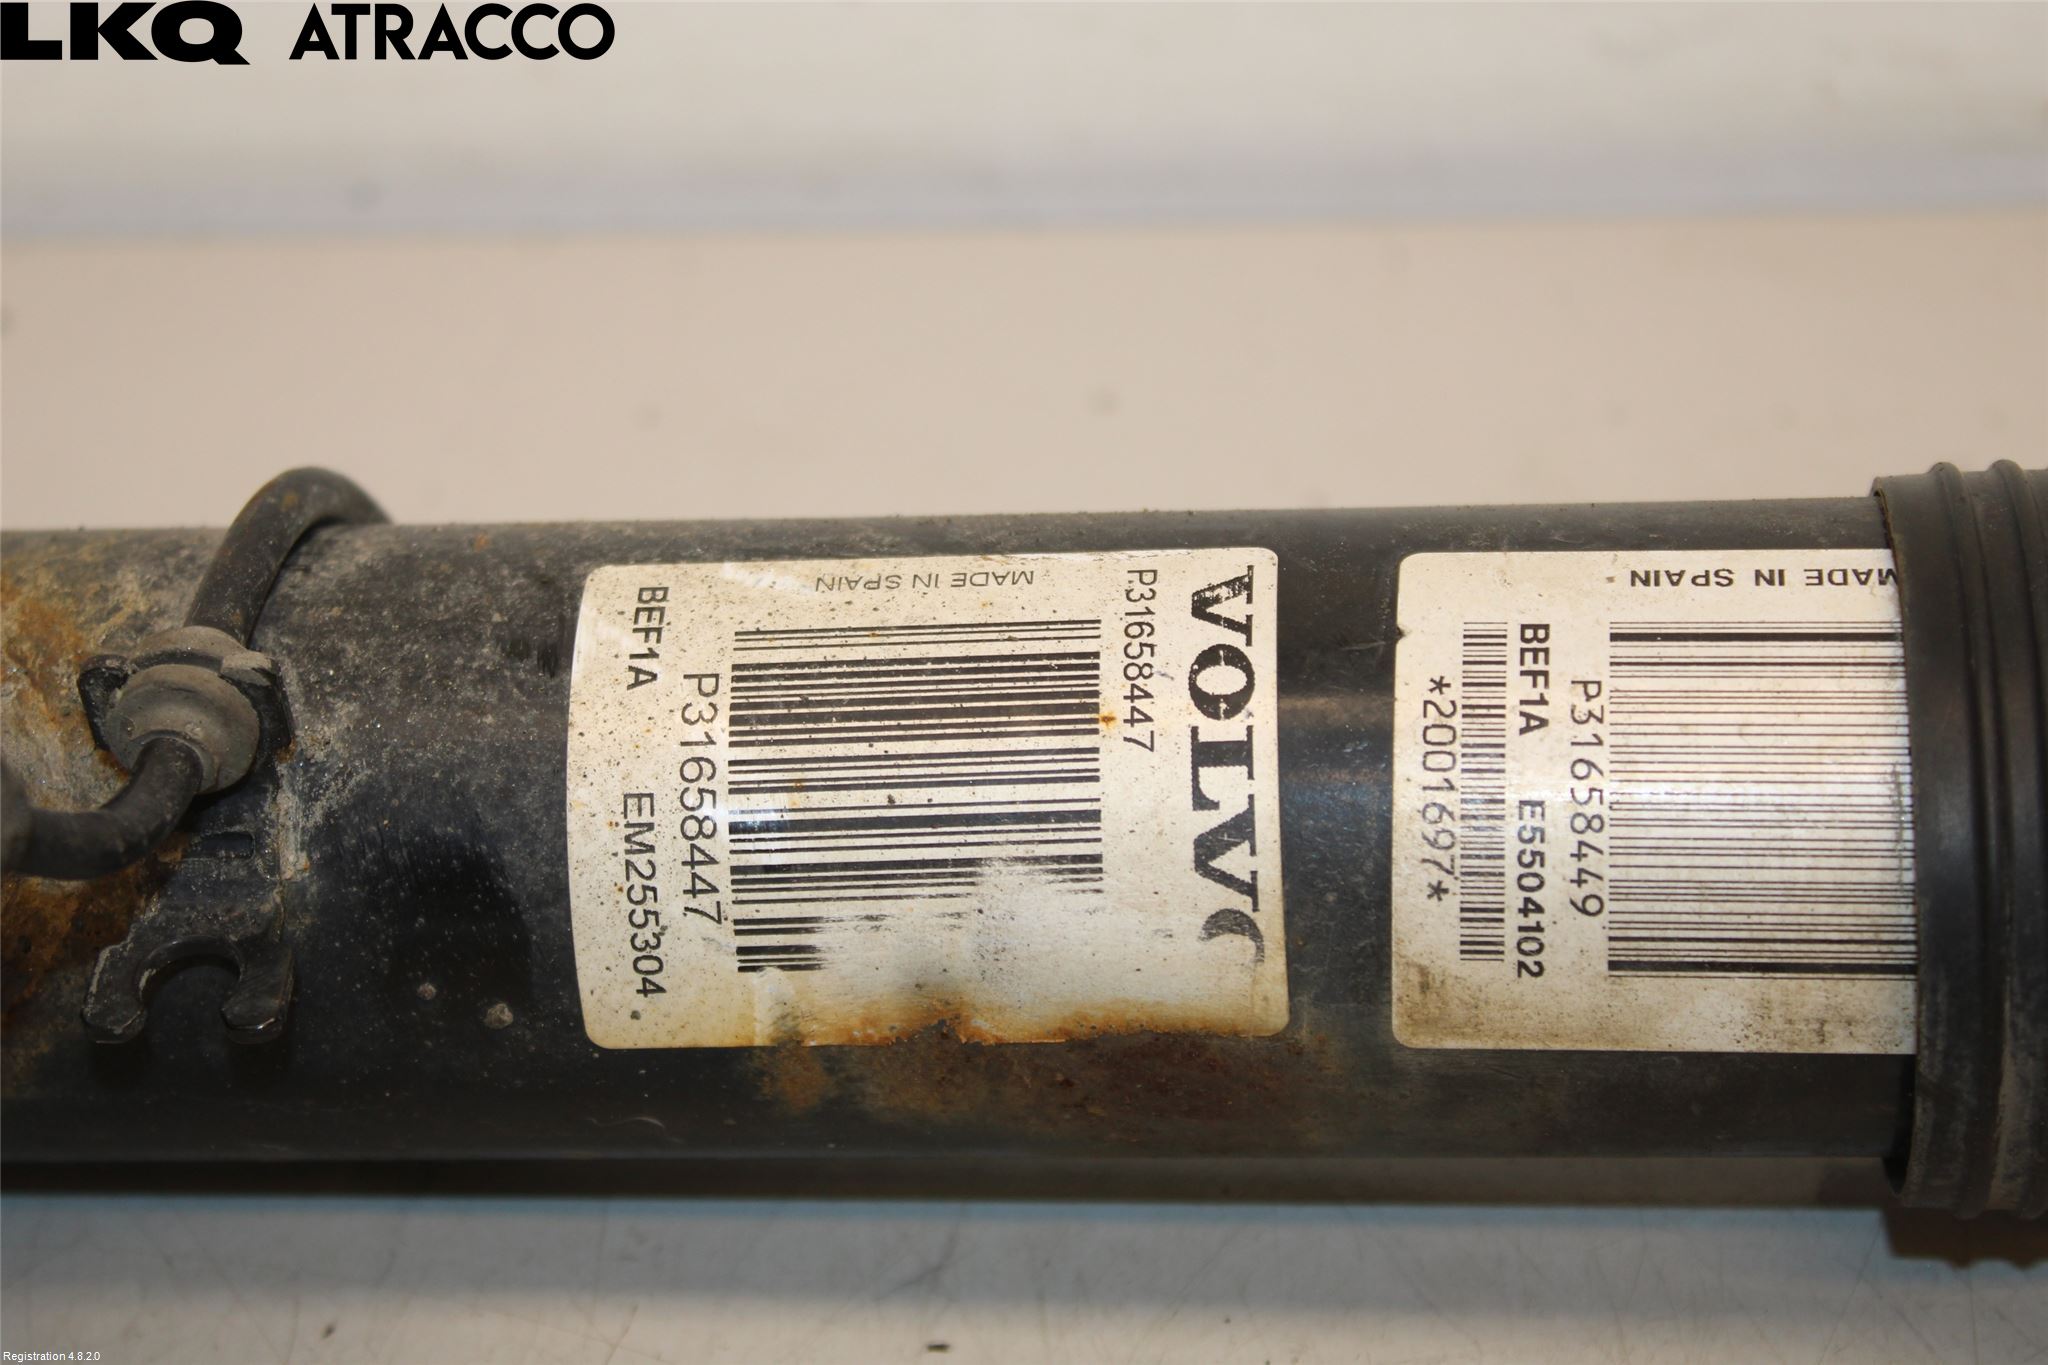 LKQ ATRACCO
VOLV
P31658447
MADE IN SPAIN
P31658447
BEF1A EM255304
MADE IN SPAIN
P31658449
BEF1A E5504102
*2001697*
Registration 4.8.2.0